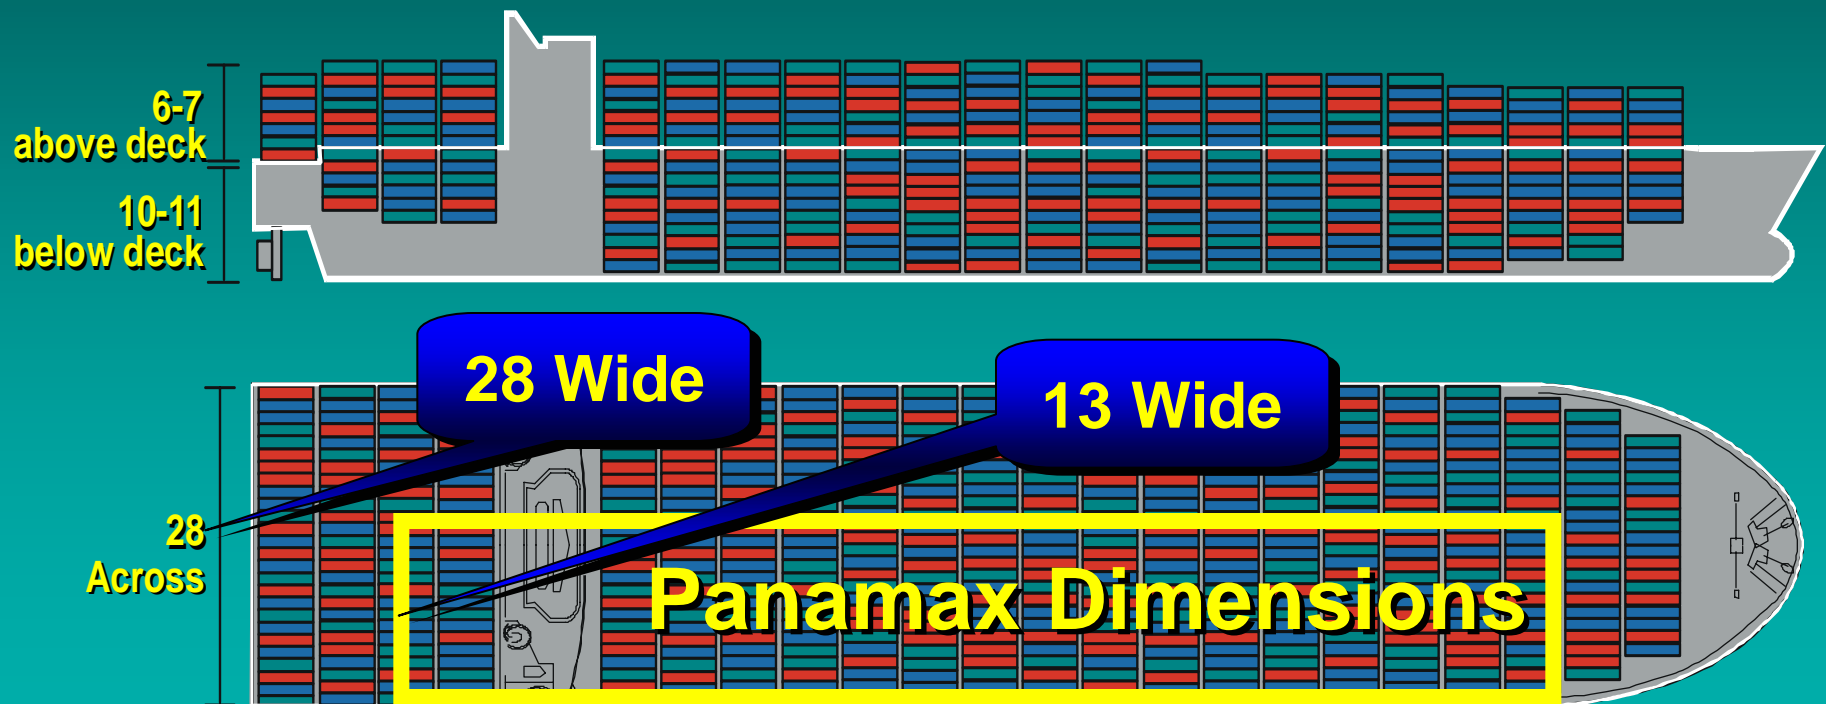 6-7
above deck
10-11
below deck
28 Wide
13 Wide
28
Across
Panamax Dimensions